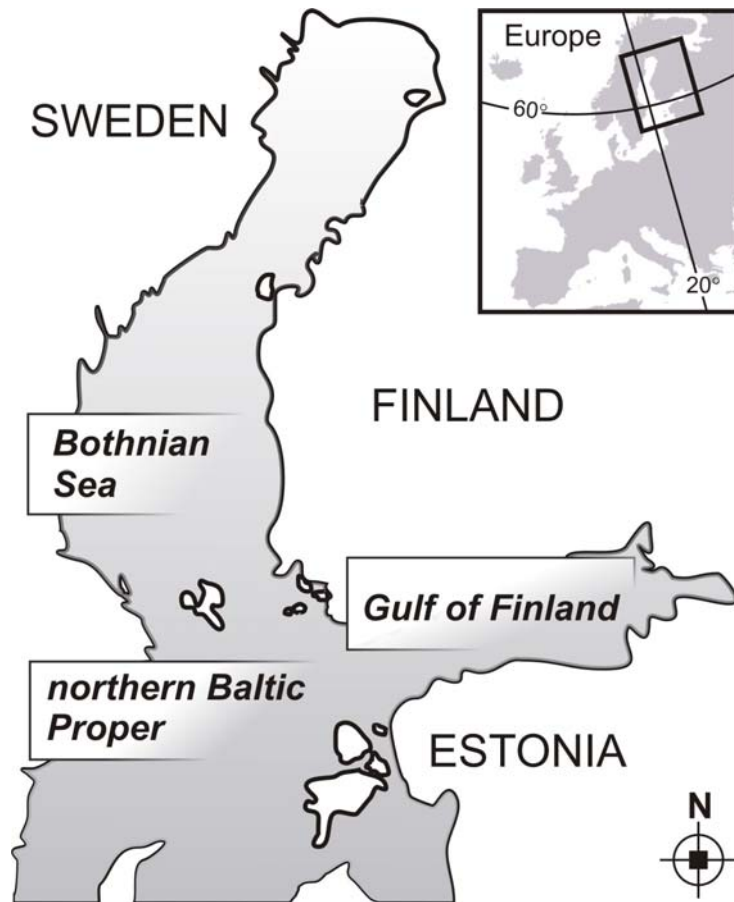 Europe
60°
20°
SWEDEN
FINLAND
Bothnian
Sea
Gulf of Finland
northern Baltic
Proper
ESTONIA
N